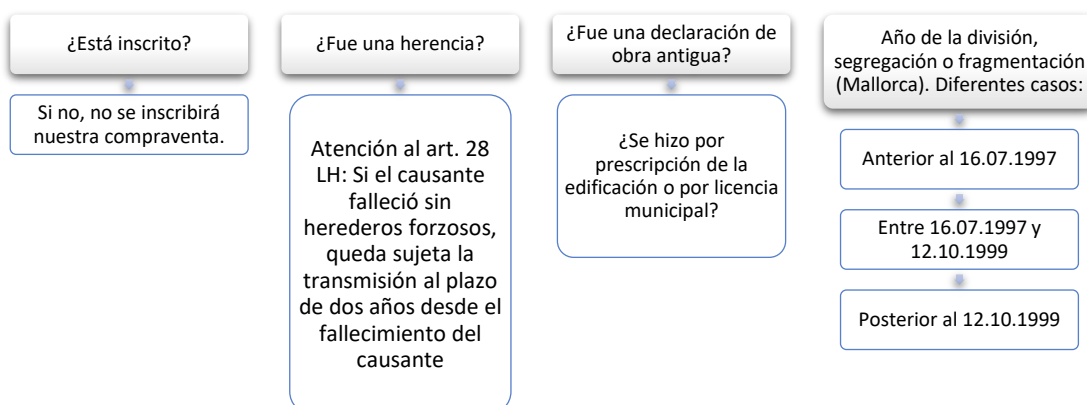 ¿Está inscrito?
Si no, no se inscribirá
nuestra compraventa.
¿Fue una herencia?
Atención al art. 28
LH: Si el causante
falleció sin
herederos forzosos,
queda sujeta la
transmisión al plazo
de dos años desde el
fallecimiento del
causante
¿Fue una declaración de
obra antigua?
¿Se hizo por
prescripción de la
edificación o por licencia
municipal?
Año de la división,
segregación o fragmentación
(Mallorca). Diferentes casos:
Anterior al 16.07.1997
Entre 16.07.1997 y
12.10.1999
Posterior al 12.10.1999